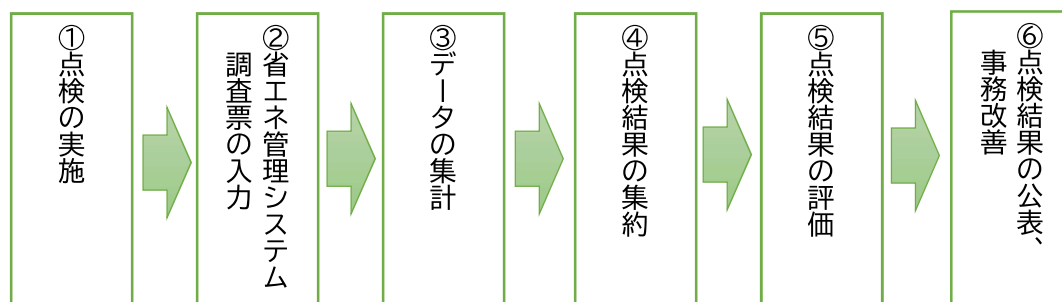 ①点検の実施
②省エネ管理システム
調査票の入力
③データの集計
④点検結果の集約
⑤点検結果の評価
⑥点検結果の公表、
事務改善